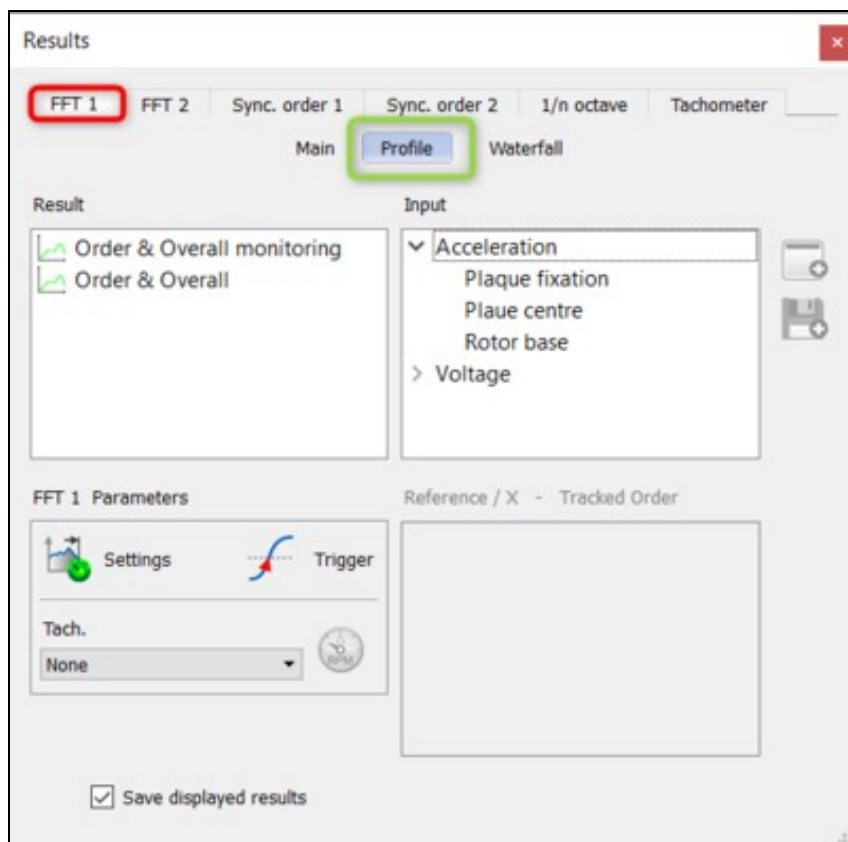 Results
FFT 1 FFT 2 Sync. order 1 Sync. order 2 1/n octave Tachometer
Main Profile Waterfall
Result Input
Order & Overall monitoring
Order & Overall
Acceleration
Plaque fixation
Plaue centre
Rotor base
Voltage
FFT 1 Parameters
Settings Trigger
Tach.
None
RPM
Reference / X - Tracked Order
Save displayed results